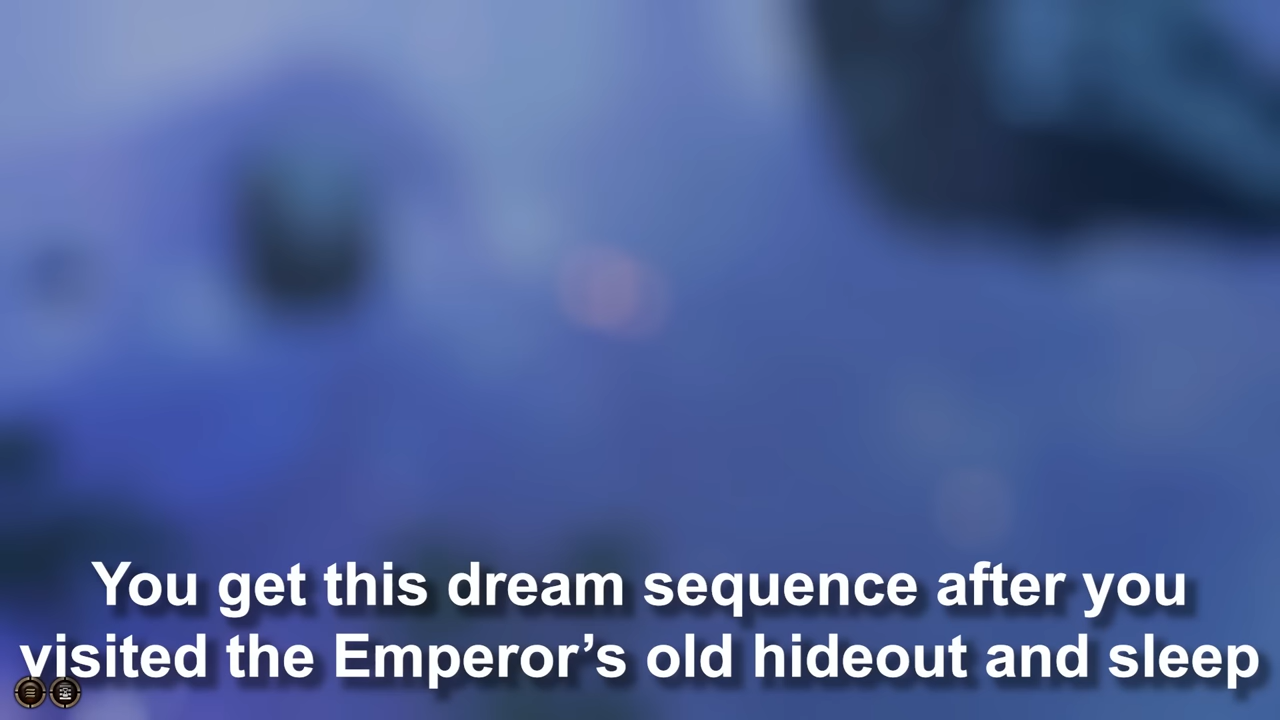 You get this dream sequence after you
visited the Emperor’s old hideout and sleep